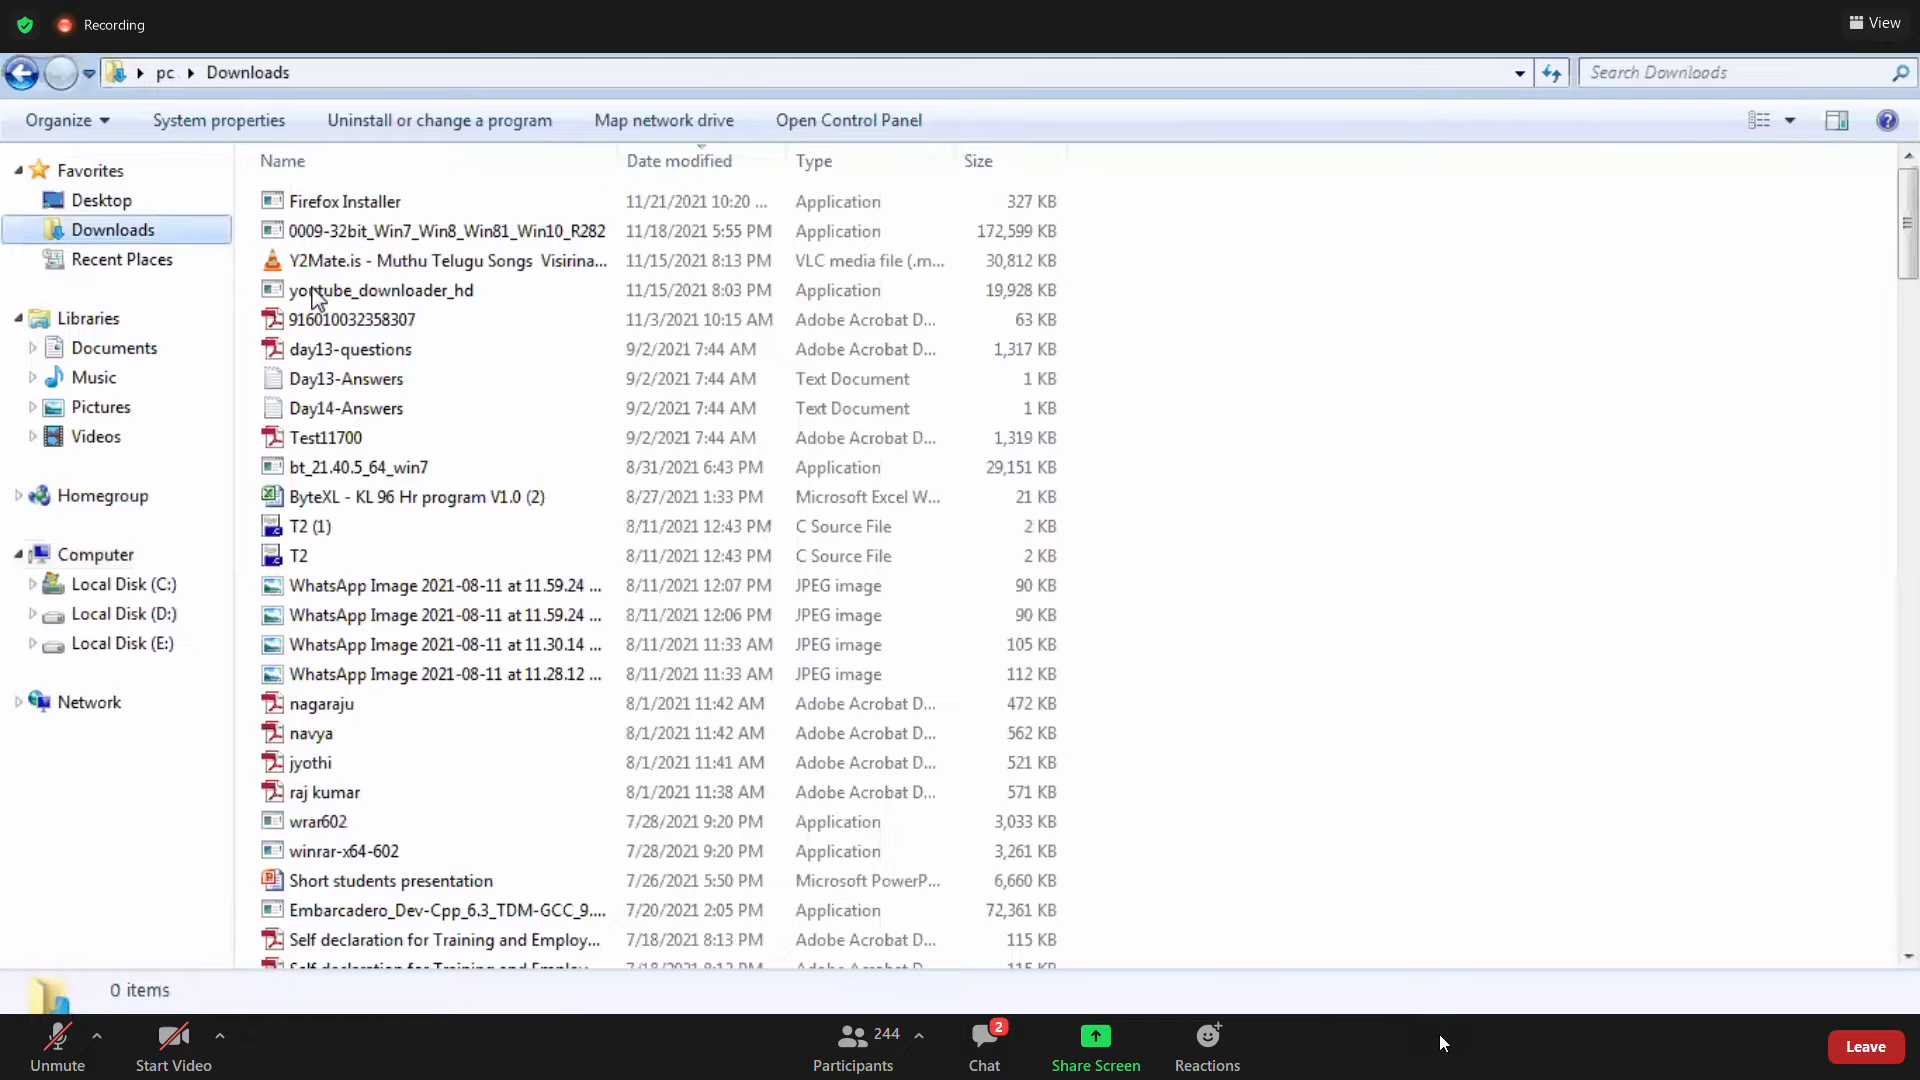 Recording
View
pc Downloads
Search Downloads
Organize System properties Uninstall or change a program Map network drive Open Control Panel
Favorites
Desktop
Downloads
Recent Places
Libraries
Documents
Music
Pictures
Videos
Homegroup
Computer
Local Disk (C:)
Local Disk (D:)
Local Disk (E:)
Network
Name Date modified Type Size
Firefox Installer 11/21/2021 10:20 ... Application 327 KB
0009-32bit_Win7_Win8_Win81_Win10_R282 11/18/2021 5:55 PM Application 172,599 KB
Y2Mate.is - Muthu Telugu Songs Visirina... 11/15/2021 8:13 PM VLC media file (.m... 30,812 KB
youtube_downloader_hd 11/15/2021 8:03 PM Application 19,928 KB
916010032358307 11/3/2021 10:15 AM Adobe Acrobat D... 63 KB
day13-questions 9/2/2021 7:44 AM Adobe Acrobat D... 1,317 KB
Day13-Answers 9/2/2021 7:44 AM Text Document 1 KB
Day14-Answers 9/2/2021 7:44 AM Text Document 1 KB
Test11700 9/2/2021 7:44 AM Adobe Acrobat D... 1,319 KB
bt_21.40.5_64_win7 8/31/2021 6:43 PM Application 29,151 KB
ByteXL - KL 96 Hr program V1.0 (2) 8/27/2021 1:33 PM Microsoft Excel W... 21 KB
T2 (1) 8/11/2021 12:43 PM C Source File 2 KB
T2 8/11/2021 12:43 PM C Source File 2 KB
WhatsApp Image 2021-08-11 at 11.59.24 ... 8/11/2021 12:07 PM JPEG image 90 KB
WhatsApp Image 2021-08-11 at 11.59.24 ... 8/11/2021 12:06 PM JPEG image 90 KB
WhatsApp Image 2021-08-11 at 11.30.14 ... 8/11/2021 11:33 AM JPEG image 105 KB
WhatsApp Image 2021-08-11 at 11.28.12 ... 8/11/2021 11:33 AM JPEG image 112 KB
nagaraju 8/1/2021 11:42 AM Adobe Acrobat D... 472 KB
navya 8/1/2021 11:42 AM Adobe Acrobat D... 562 KB
jyothi 8/1/2021 11:41 AM Adobe Acrobat D... 521 KB
raj kumar 8/1/2021 11:38 AM Adobe Acrobat D... 571 KB
wrar602 7/28/2021 9:20 PM Application 3,033 KB
winrar-x64-602 7/28/2021 9:20 PM Application 3,261 KB
Short students presentation 7/26/2021 5:50 PM Microsoft PowerP... 6,660 KB
Embarcadero_Dev-Cpp_6.3_TDM-GCC_9.... 7/20/2021 2:05 PM Application 72,361 KB
Self declaration for Training and Employ... 7/18/2021 8:13 PM Adobe Acrobat D... 115 KB
Self declaration for Training and Employ... 7/18/2021 8:13 PM Adobe Acrobat D... 115 KB
0 items
Unmute Start Video 244 Participants 2 Chat Share Screen Reactions Leave